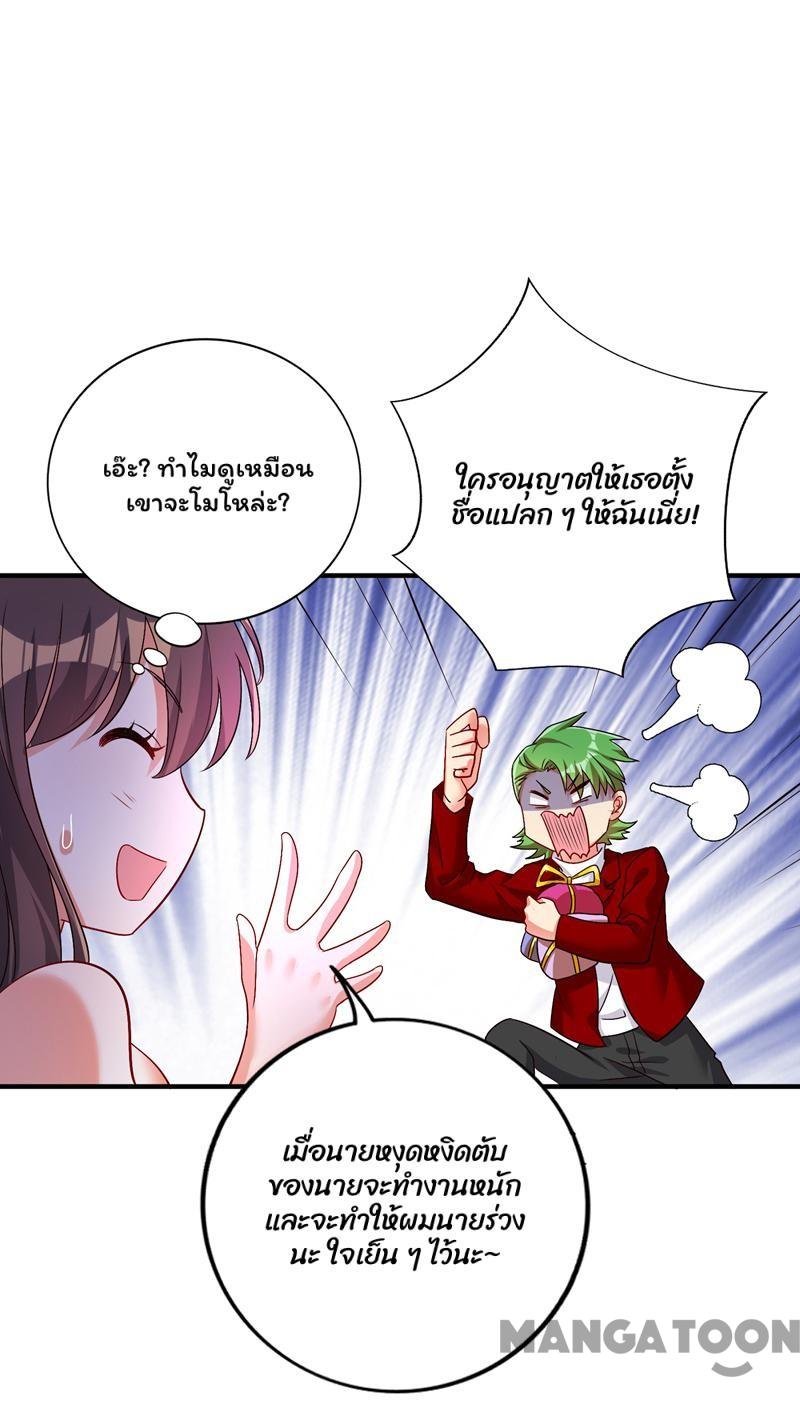 เอ๊ะ? ทำไมดูเหมือน
เขาจะโมโหล่ะ?
ใครอนุญาตให้เธอตั้ง
ชื่อแปลก ๆ ให้ฉันเนี่ย!
เมื่อนายหงุดหงิดตับ
ของนายจะทำงานหนัก
และจะทำให้ผมนายร่วง
นะ ใจเย็น ๆ ไว้นะ~
MANGATOON